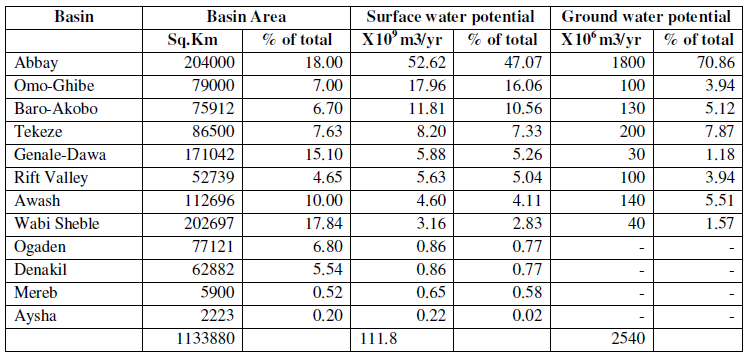 Basin Basin Area Surface water potential Ground water potential
Sq.Km % of total X10⁹ m3/yr % of total X10⁶ m3/yr % of total
Abbay 204000 18.00 52.62 47.07 1800 70.86
Omo-Ghibe 79000 7.00 17.96 16.06 100 3.94
Baro-Akobo 75912 6.70 11.81 10.56 130 5.12
Tekeze 86500 7.63 8.20 7.33 200 7.87
Genale-Dawa 171042 15.10 5.88 5.26 30 1.18
Rift Valley 52739 4.65 5.63 5.04 100 3.94
Awash 112696 10.00 4.60 4.11 140 5.51
Wabi Sheble 202697 17.84 3.16 2.83 40 1.57
Ogaden 77121 6.80 0.86 0.77 - -
Denakil 62882 5.54 0.86 0.77 - -
Mereb 5900 0.52 0.65 0.58 - -
Aysha 2223 0.20 0.22 0.02 - -
1133880 111.8 2540